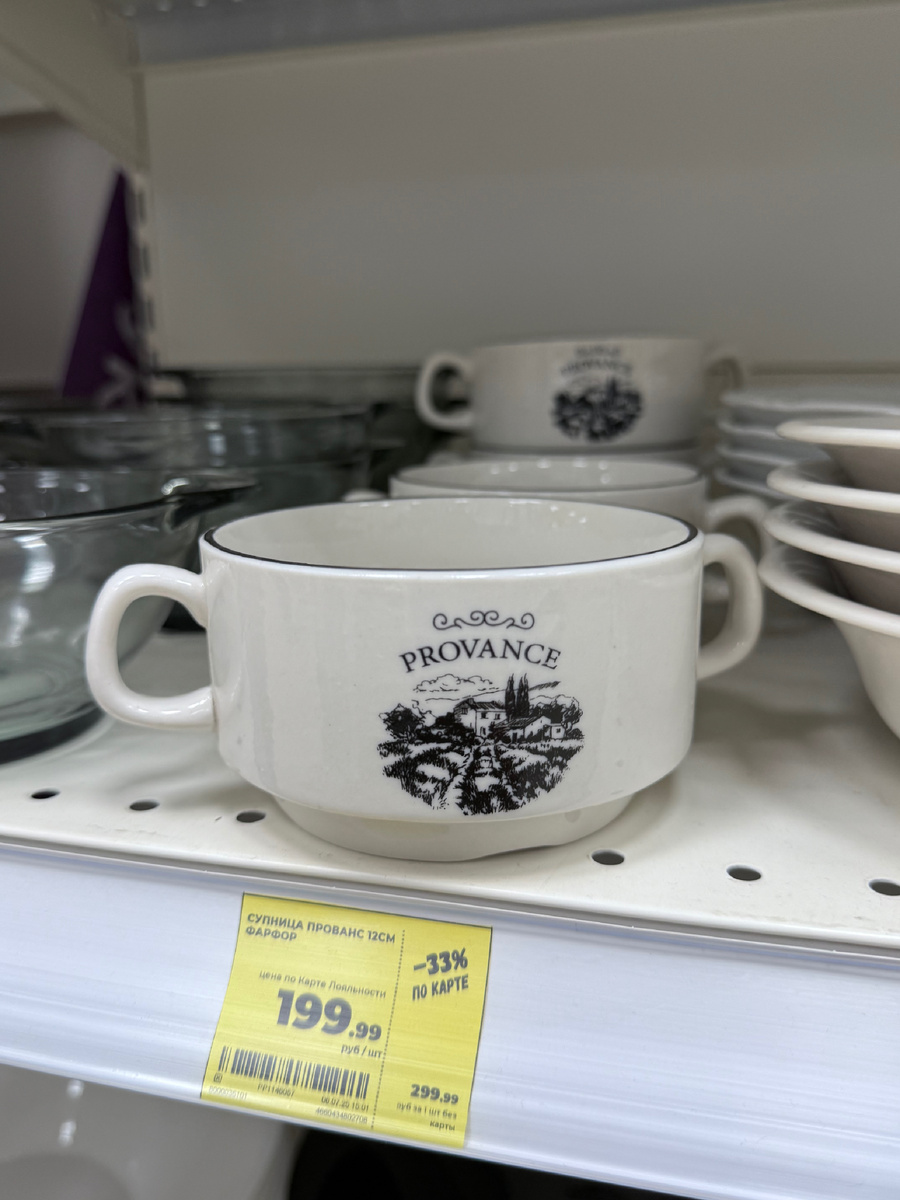 PROVANCE
PROVANCE
СУПНИЦА ПРОВАНС 12СМ
ФАРФОР
-33%
ПО КАРТЕ
цена по Карте Лояльности
199.99
руб / шт
299.99
руб за 1 шт без
карты